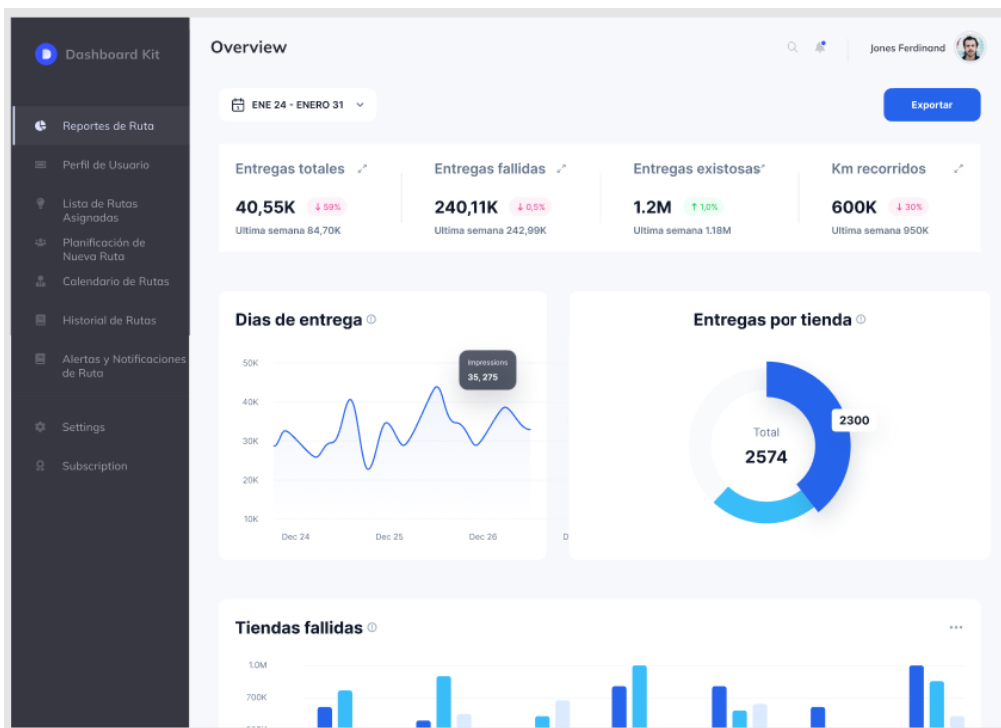 D Dashboard Kit
Overview
Jones Ferdinand
Reportes de Ruta
Perfil de Usuario
Lista de Rutas
Asignadas
Planificación de
Nueva Ruta
Calendario de Rutas
Historial de Rutas
Alertas y Notificaciones
de Ruta
Settings
Subscription
ENE 24 - ENERO 31
Exportar
Entregas totales
40,55K ↓ 59%
Ultima semana 84,70K
Entregas fallidas
240,11K ↓ 0,5%
Ultima semana 242,99K
Entregas existosas
1.2M ↑ 1,0%
Ultima semana 1.18M
Km recorridos
600K ↓ 30%
Ultima semana 950K
Dias de entrega
50K
40K
30K
20K
10K
Impressions
35, 275
Dec 24 Dec 25 Dec 26 D
Entregas por tienda
2300
Total
2574
Tiendas fallidas
1.0M
700K